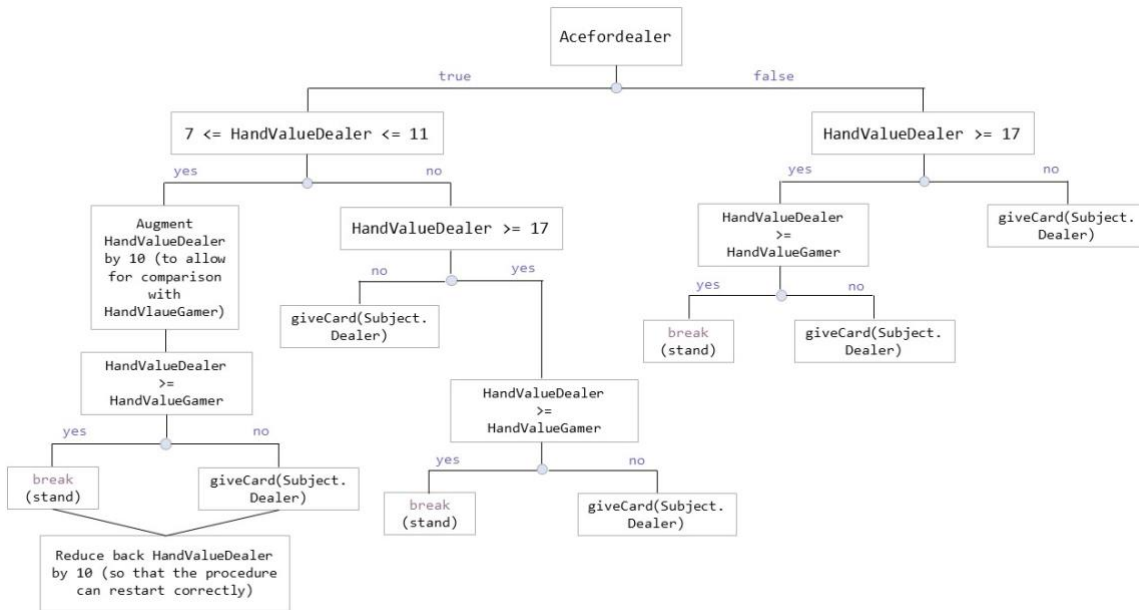 Acefordealer
true
false
7 <= HandValueDealer <= 11
HandValueDealer >= 17
yes
no
yes
no
Augment
HandValueDealer
by 10 (to allow
for comparison
with
HandVlaueGamer)
HandValueDealer >= 17
HandValueDealer
>=
HandValueGamer
giveCard(Subject.
Dealer)
no
yes
yes
no
giveCard(Subject.
Dealer)
break
(stand)
giveCard(Subject.
Dealer)
HandValueDealer
>=
HandValueGamer
HandValueDealer
>=
HandValueGamer
yes
no
yes
no
break
(stand)
giveCard(Subject.
Dealer)
break
(stand)
giveCard(Subject.
Dealer)
Reduce back HandValueDealer
by 10 (so that the procedure
can restart correctly)